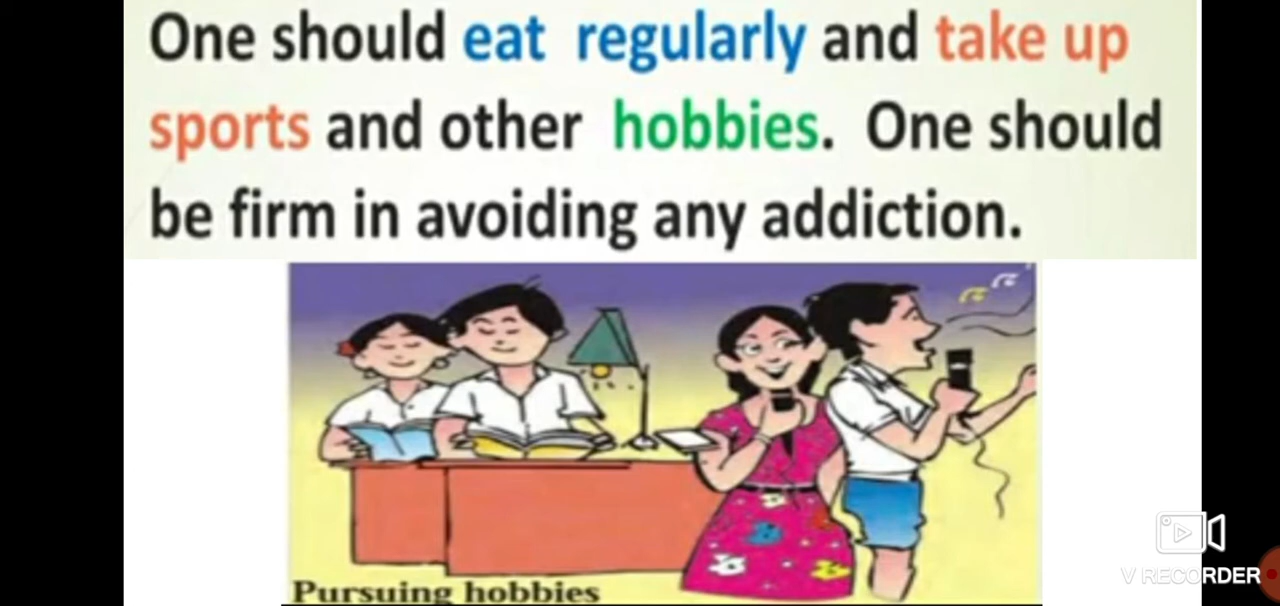 One should eat regularly and take up
sports and other hobbies. One should
be firm in avoiding any addiction.
Pursuing hobbies
V RECORDER